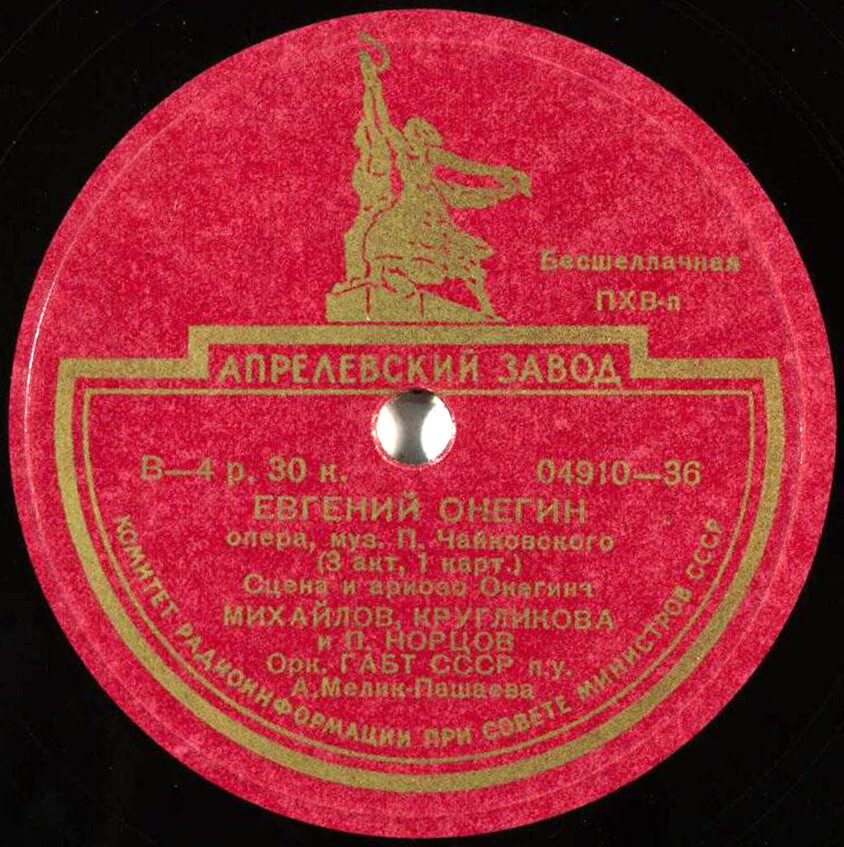 Бесшеллачная
ПХВ-п
АПРЕЛЕВСКИЙ ЗАВОД
В—4 р. 30 к. 04910—36
ЕВГЕНИЙ ОНЕГИН
опера, муз. П. Чайковского
(3 акт, 1 карт.)
Сцена и ариозо Онегина
МИХАЙЛОВ, КРУГЛИКОВА
и П. НОРЦОВ
Орк. ГАБТ СССР п.у.
А.Мелик-Пашаева
КОМИТЕТ РАДИОИНФОРМАЦИИ ПРИ СОВЕТЕ МИНИСТРОВ СССР